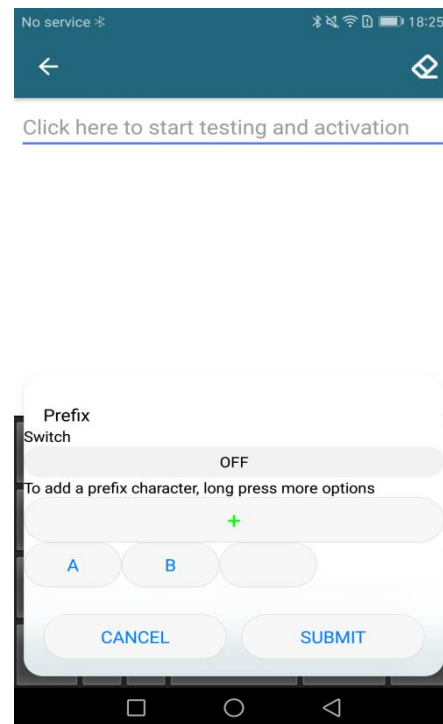 No service 18:25
Click here to start testing and activation
Prefix
Switch
OFF
To add a prefix character, long press more options
+
A B
CANCEL SUBMIT